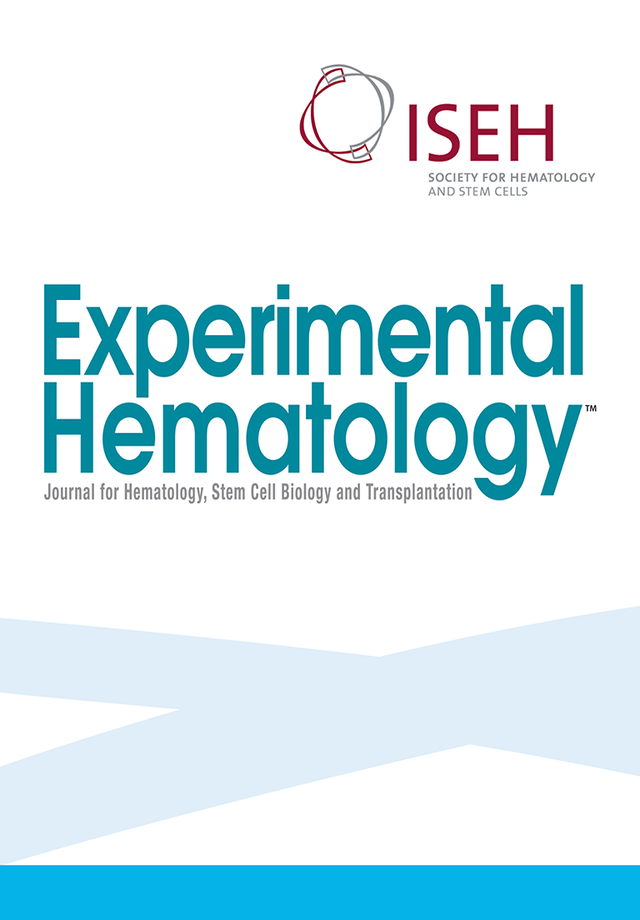 ISEH
SOCIETY FOR HEMATOLOGY
AND STEM CELLS
Experimental
Hematology™
Journal for Hematology, Stem Cell Biology and Transplantation